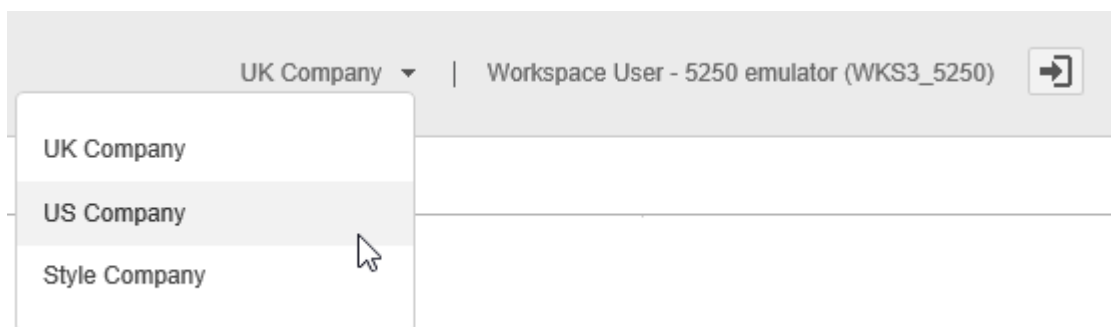 UK Company | Workspace User - 5250 emulator (WKS3_5250)
UK Company
US Company
Style Company